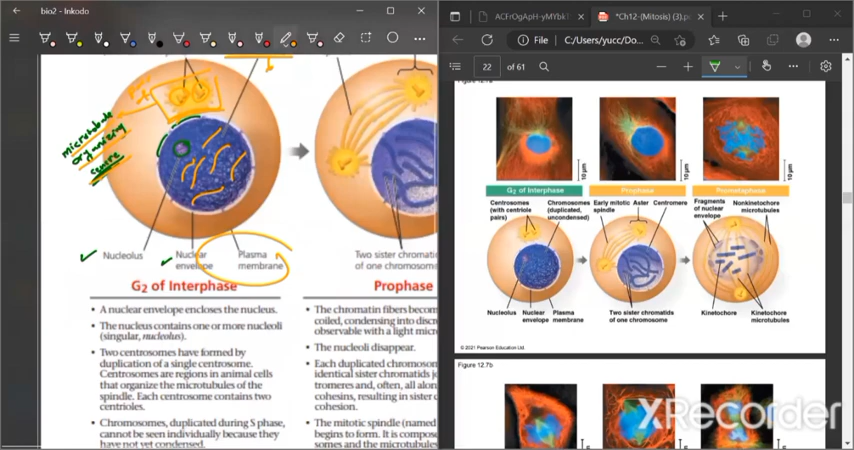 bio2 - Inkodo
microtubule
organizing
centre
Nucleolus
Nuclear
envelope
Plasma
membrane
Two sister chromatids
of one chromosome
G2 of Interphase
• A nuclear envelope encloses the nucleus.
• The nucleus contains one or more nucleoli
(singular, nucleolus).
• Two centrosomes have formed by
duplication of a single centrosome.
Centrosomes are regions in animal cells
that organize the microtubules of the
spindle. Each centrosome contains two
centrioles.
• Chromosomes, duplicated during S phase,
cannot be seen individually because they
have not yet condensed.
Prophase
• The chromatin fibers becom
coiled, condensing into discr
observable with a light micr
• The nucleoli disappear.
• Each duplicated chromosom
identical sister chromatids j
tromeres and, often, all alon
cohesins, resulting in sister c
cohesion.
• The mitotic spindle (named
begins to form. It is compose
somes and the microtubules
ACFrOgApH-yMYbkT
*Ch12-(Mitosis) (3).p
File
C:/Users/yucc/Do...
22 of 61
Figure 12.7a
10 μm
10 μm
10 μm
G2 of Interphase
Prophase
Prometaphase
Centrosomes
(with centriole
pairs)
Chromosomes
(duplicated,
uncondensed)
Early mitotic
spindle
Aster
Centromere
Fragments
of nuclear
envelope
Nonkinetochore
microtubules
Nucleolus
Nuclear
envelope
Plasma
membrane
Two sister chromatids
of one chromosome
Kinetochore
Kinetochore
microtubules
© 2021 Pearson Education Ltd.
Figure 12.7b
XRecorder